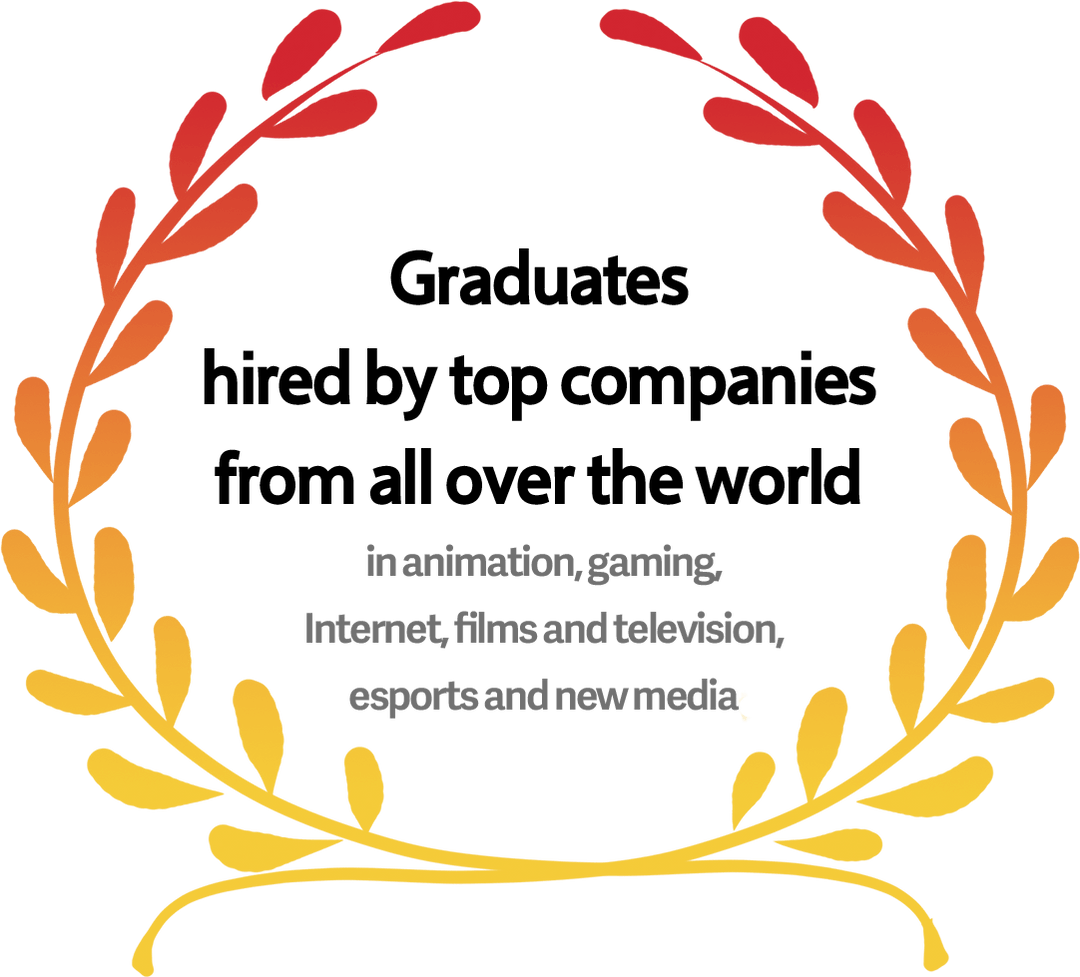 Graduates
hired by top companies
from all over the world
in animation, gaming,
Internet, films and television,
esports and new media